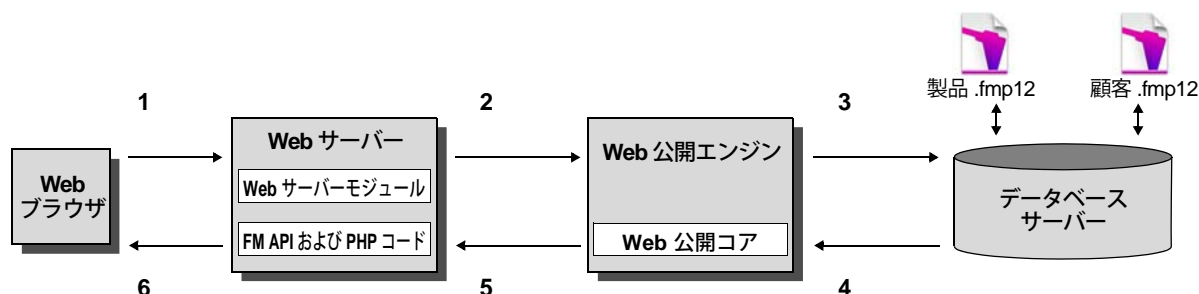 製品 .fmp12
顧客 .fmp12
1
2
3
Web
ブラウザ
Web サーバー
Web サーバーモジュール
FM API および PHP コード
Web 公開エンジン
Web 公開コア
データベース
サーバー
6
5
4